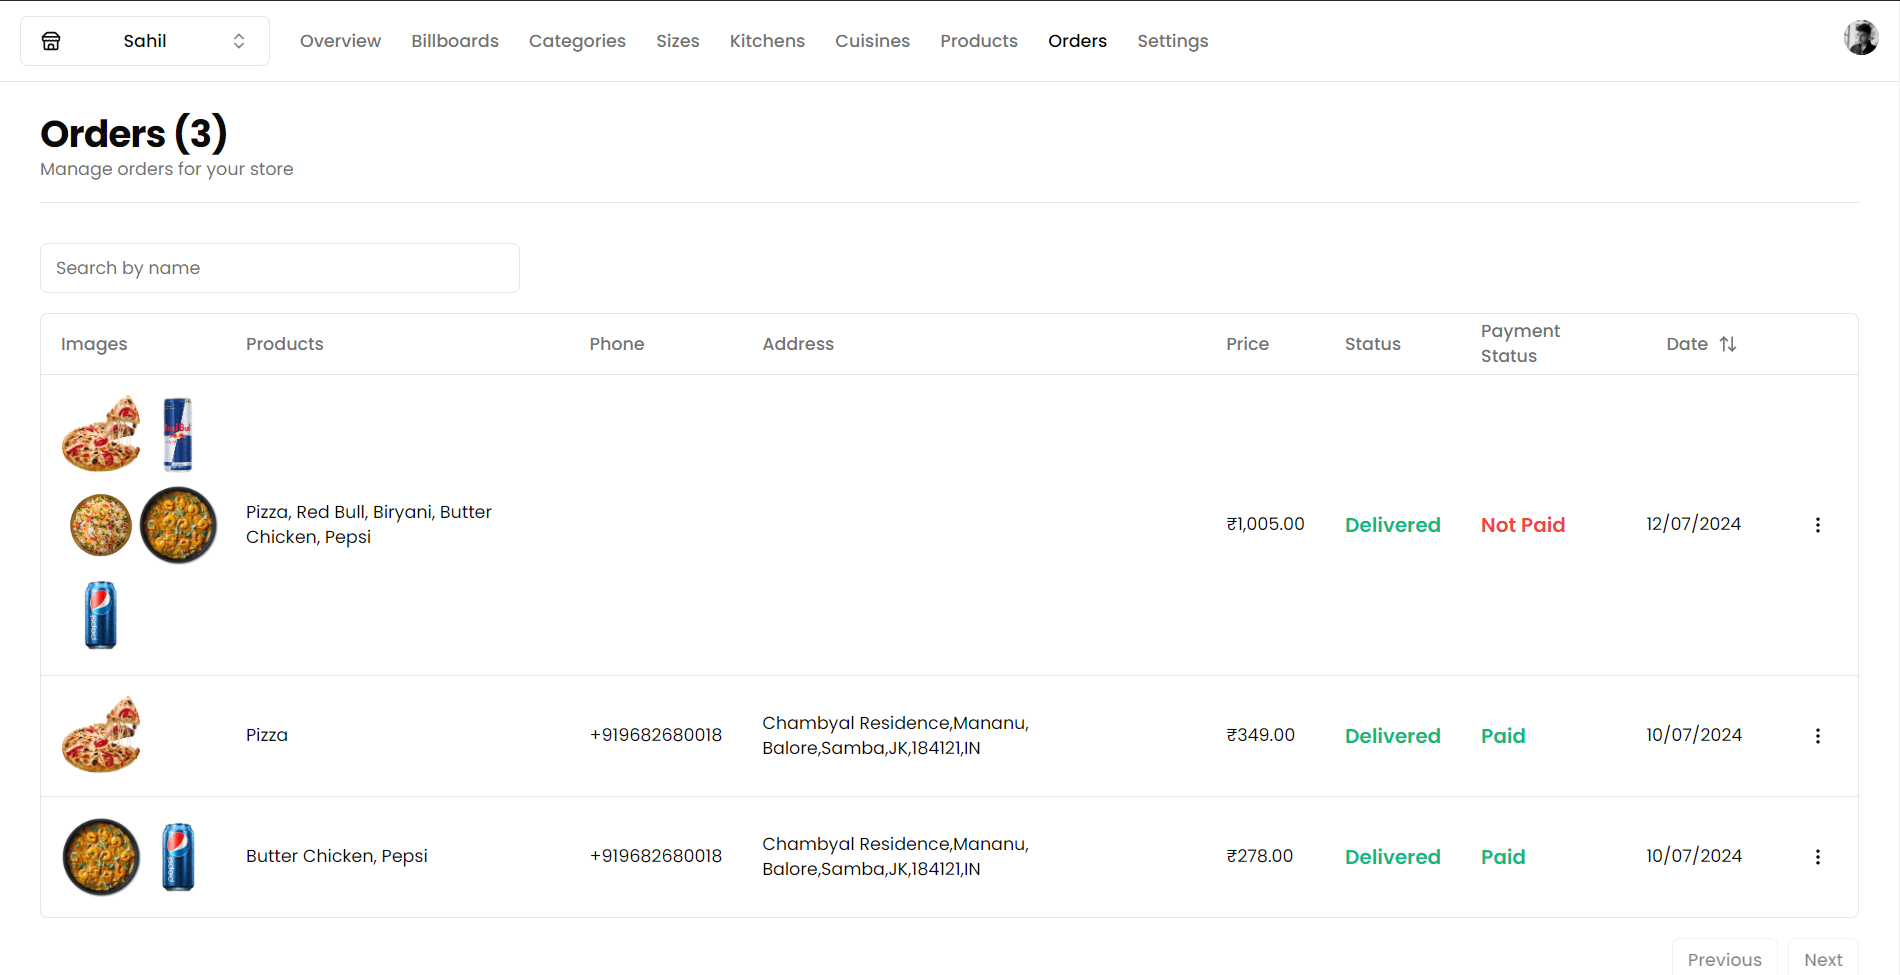 Sahil
Overview Billboards Categories Sizes Kitchens Cuisines Products Orders Settings
Orders (3)
Manage orders for your store
Search by name
Images Products Phone Address Price Status Payment Status Date
Red Bull
Pizza, Red Bull, Biryani, Butter
Chicken, Pepsi
₹1,005.00 Delivered Not Paid 12/07/2024
pepsi
Pizza +919682680018 Chambyal Residence,Mananu,
Balore,Samba,JK,184121,IN
₹349.00 Delivered Paid 10/07/2024
pepsi
Butter Chicken, Pepsi +919682680018 Chambyal Residence,Mananu,
Balore,Samba,JK,184121,IN
₹278.00 Delivered Paid 10/07/2024
Previous Next